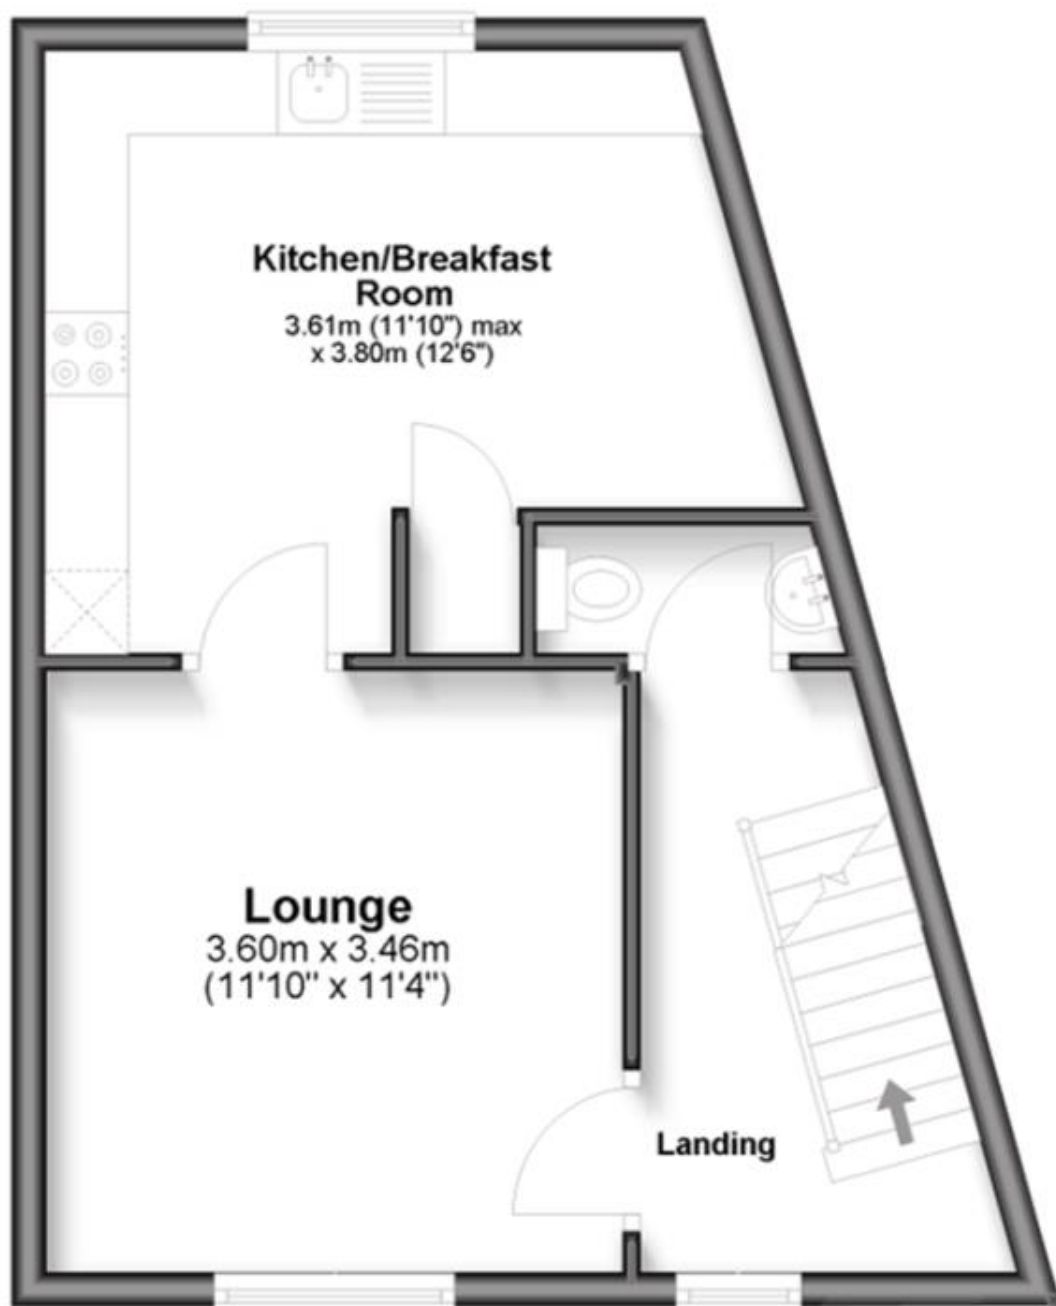 Kitchen/Breakfast
Room
3.61m (11'10") max
x 3.80m (12'6")
Lounge
3.60m x 3.46m
(11'10" x 11'4")
Landing